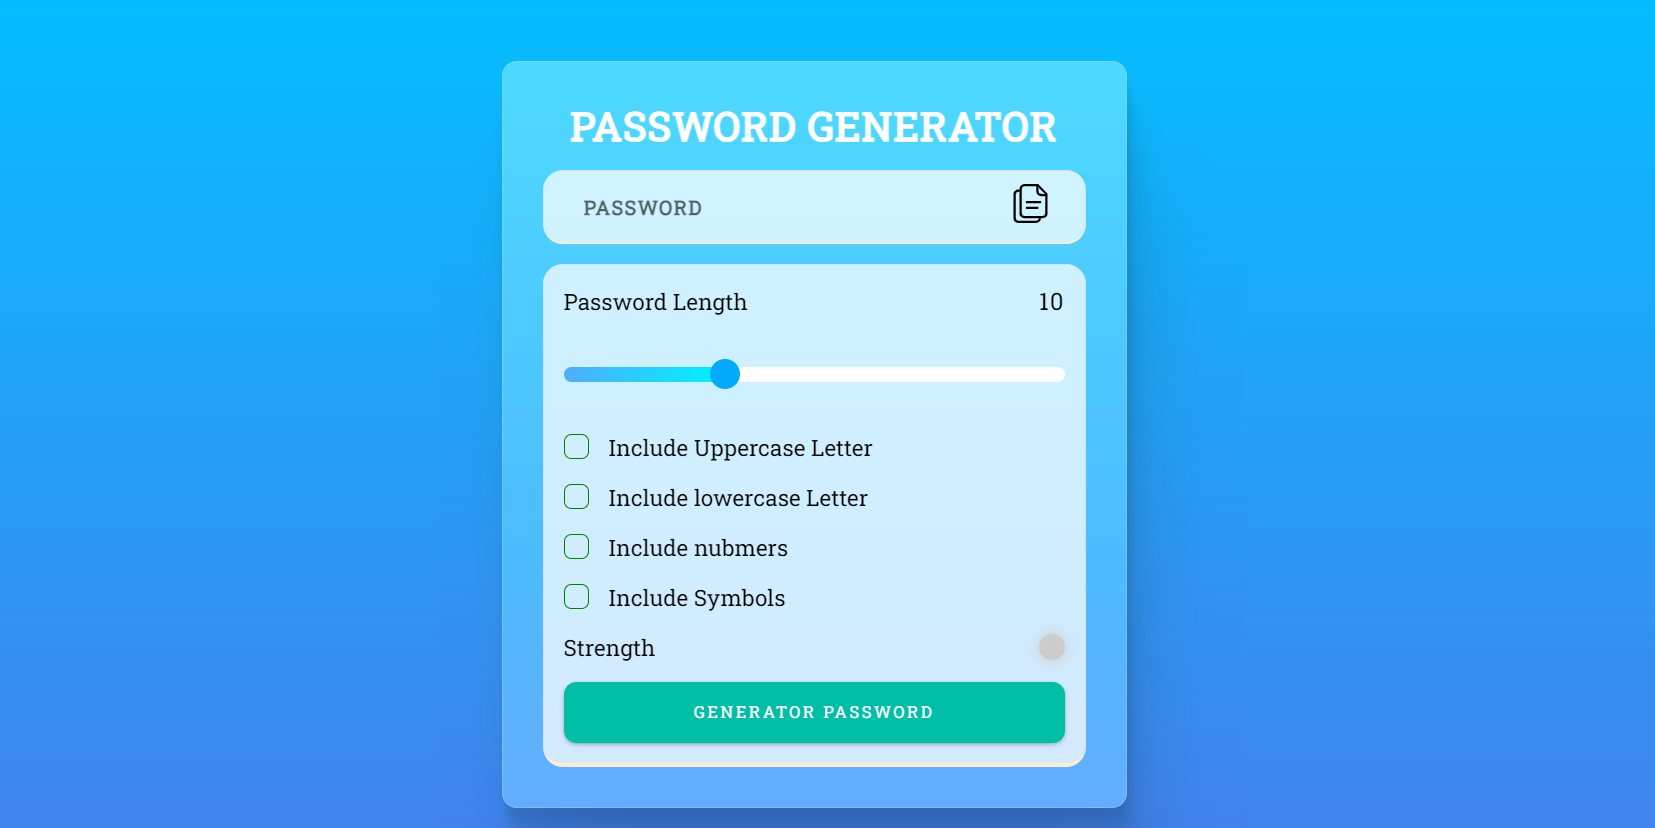 PASSWORD GENERATOR
PASSWORD
Password Length 10
Include Uppercase Letter
Include lowercase Letter
Include nubmers
Include Symbols
Strength
GENERATOR PASSWORD